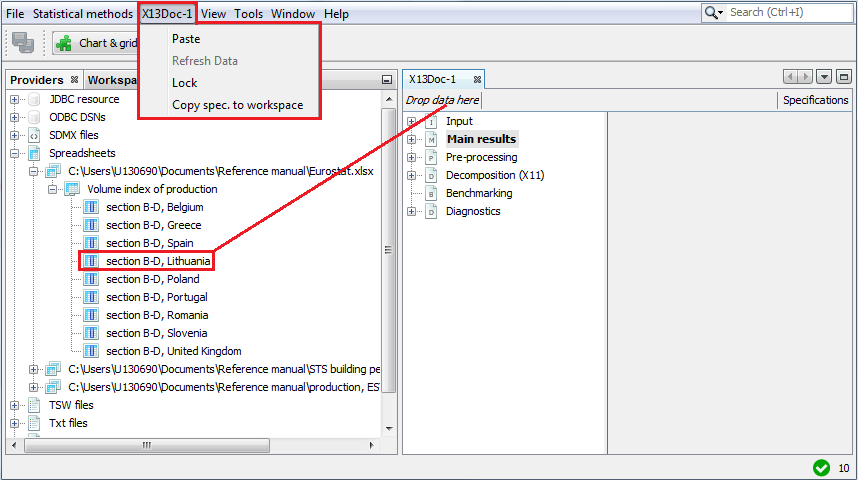 File Statistical methods X13Doc-1 View Tools Window Help Search (Ctrl+I)
Chart & grid
Paste
Refresh Data
Lock
Copy spec. to workspace
Providers Workspa
JDBC resource
ODBC DSNs
SDMX files
Spreadsheets
C:\Users\U130690\Documents\Reference manual\Eurostat.xlsx
Volume index of production
section B-D, Belgium
section B-D, Greece
section B-D, Spain
section B-D, Lithuania
section B-D, Poland
section B-D, Portugal
section B-D, Romania
section B-D, Slovenia
section B-D, United Kingdom
C:\Users\U130690\Documents\Reference manual\STS building pe
C:\Users\U130690\Documents\Reference manual\production, ES
TSW files
Txt files
X13Doc-1
Drop data here Specifications
I Input
M Main results
P Pre-processing
D Decomposition (X11)
B Benchmarking
D Diagnostics
10